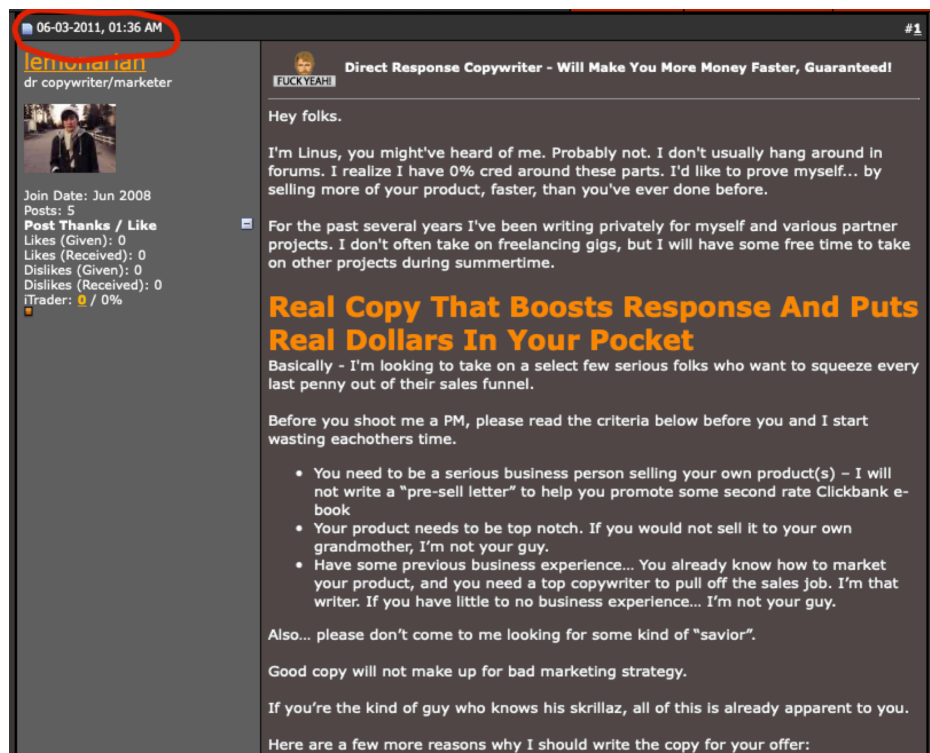 06-03-2011, 01:36 AM
#1
lemonarian
dr copywriter/marketer
Join Date: Jun 2008
Posts: 5
Post Thanks / Like
Likes (Given): 0
Likes (Received): 0
Dislikes (Given): 0
Dislikes (Received): 0
iTrader: 0 / 0%
FUCK YEAH!
Direct Response Copywriter - Will Make You More Money Faster, Guaranteed!
Hey folks.
I'm Linus, you might've heard of me. Probably not. I don't usually hang around in
forums. I realize I have 0% cred around these parts. I'd like to prove myself... by
selling more of your product, faster, than you've ever done before.
For the past several years I've been writing privately for myself and various partner
projects. I don't often take on freelancing gigs, but I will have some free time to take
on other projects during summertime.
Real Copy That Boosts Response And Puts
Real Dollars In Your Pocket
Basically - I'm looking to take on a select few serious folks who want to squeeze every
last penny out of their sales funnel.
Before you shoot me a PM, please read the criteria below before you and I start
wasting eachothers time.
• You need to be a serious business person selling your own product(s) – I will
not write a “pre-sell letter” to help you promote some second rate Clickbank e-
book
• Your product needs to be top notch. If you would not sell it to your own
grandmother, I’m not your guy.
• Have some previous business experience… You already know how to market
your product, and you need a top copywriter to pull off the sales job. I’m that
writer. If you have little to no business experience… I’m not your guy.
Also… please don’t come to me looking for some kind of “savior”.
Good copy will not make up for bad marketing strategy.
If you’re the kind of guy who knows his skrillaz, all of this is already apparent to you.
Here are a few more reasons why I should write the copy for your offer: